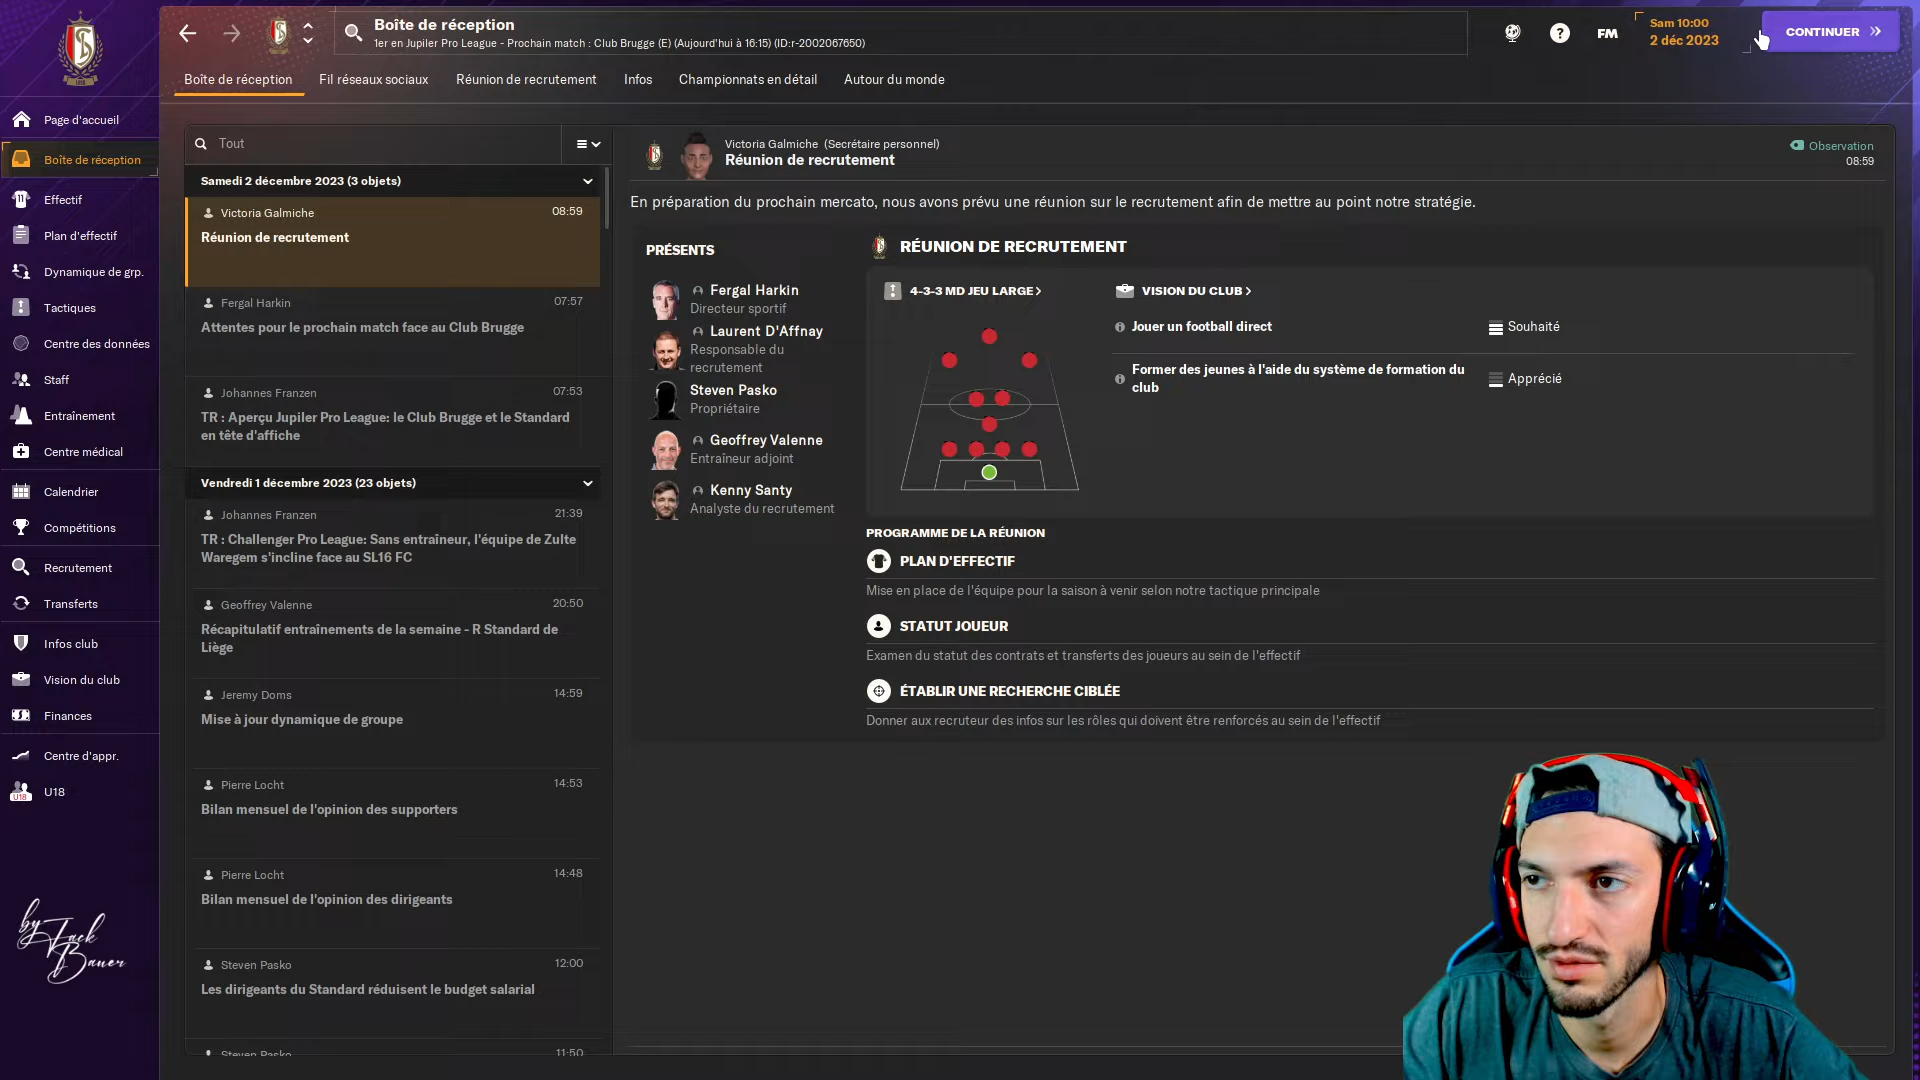 Boîte de réception
1er en Jupiler Pro League - Prochain match : Club Brugge (E) (Aujourd'hui à 16:15) (ID:r-2002067650)
FM
Sam 10:00
2 déc 2023
CONTINUER
Boîte de réception
Fil réseaux sociaux
Réunion de recrutement
Infos
Championnats en détail
Autour du monde
Page d'accueil
Boîte de réception
Effectif
Plan d'effectif
Dynamique de grp.
Tactiques
Centre des données
Staff
Entraînement
Centre médical
Calendrier
Compétitions
Recrutement
Transferts
Infos club
Vision du club
Finances
Centre d'appr.
U18
U18
by Jack
Bauer
Tout
Samedi 2 décembre 2023 (3 objets)
Victoria Galmiche 08:59
Réunion de recrutement
Fergal Harkin 07:57
Attentes pour le prochain match face au Club Brugge
Johannes Franzen 07:53
TR : Aperçu Jupiler Pro League: le Club Brugge et le Standard
en tête d'affiche
Vendredi 1 décembre 2023 (23 objets)
Johannes Franzen 21:39
TR : Challenger Pro League: Sans entraîneur, l'équipe de Zulte
Waregem s'incline face au SL16 FC
Geoffrey Valenne 20:50
Récapitulatif entraînements de la semaine - R Standard de
Liège
Jeremy Doms 14:59
Mise à jour dynamique de groupe
Pierre Locht 14:53
Bilan mensuel de l'opinion des supporters
Pierre Locht 14:48
Bilan mensuel de l'opinion des dirigeants
Steven Pasko 12:00
Les dirigeants du Standard réduisent le budget salarial
Steven Pasko 11:50
Victoria Galmiche (Secrétaire personnel)
Réunion de recrutement
Observation
08:59
En préparation du prochain mercato, nous avons prévu une réunion sur le recrutement afin de mettre au point notre stratégie.
PRÉSENTS
Fergal Harkin
Directeur sportif
Laurent D'Affnay
Responsable du
recrutement
Steven Pasko
Propriétaire
Geoffrey Valenne
Entraîneur adjoint
Kenny Santy
Analyste du recrutement
RÉUNION DE RECRUTEMENT
4-3-3 MD JEU LARGE >
VISION DU CLUB >
Jouer un football direct
Souhaité
Former des jeunes à l'aide du système de formation du
club
Apprécié
PROGRAMME DE LA RÉUNION
PLAN D'EFFECTIF
Mise en place de l'équipe pour la saison à venir selon notre tactique principale
STATUT JOUEUR
Examen du statut des contrats et transferts des joueurs au sein de l'effectif
ÉTABLIR UNE RECHERCHE CIBLÉE
Donner aux recruteur des infos sur les rôles qui doivent être renforcés au sein de l'effectif